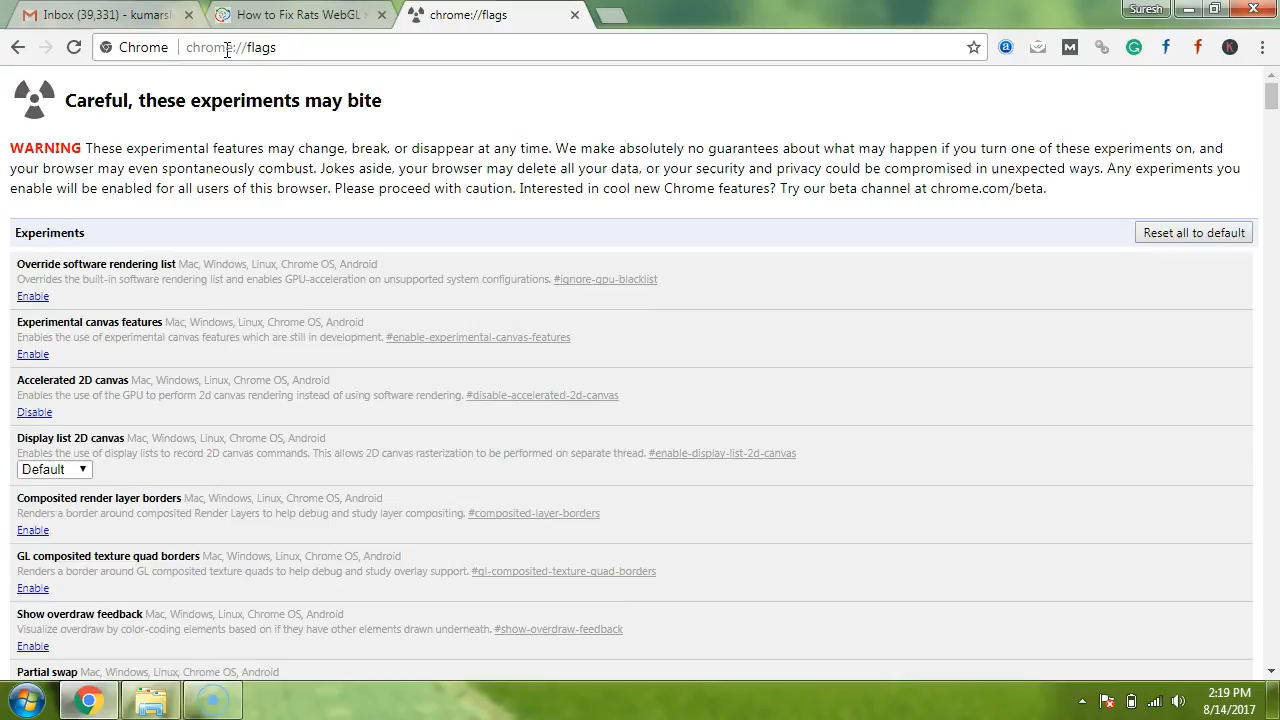 Inbox (39,331) - kumarsl
How to Fix Rats WebGL
chrome://flags
Suresh
Chrome
chrome://flags
Careful, these experiments may bite
WARNING These experimental features may change, break, or disappear at any time. We make absolutely no guarantees about what may happen if you turn one of these experiments on, and
your browser may even spontaneously combust. Jokes aside, your browser may delete all your data, or your security and privacy could be compromised in unexpected ways. Any experiments you
enable will be enabled for all users of this browser. Please proceed with caution. Interested in cool new Chrome features? Try our beta channel at chrome.com/beta.
Experiments
Reset all to default
Override software rendering list Mac, Windows, Linux, Chrome OS, Android
Overrides the built-in software rendering list and enables GPU-acceleration on unsupported system configurations. #ignore-gpu-blacklist
Enable
Experimental canvas features Mac, Windows, Linux, Chrome OS, Android
Enables the use of experimental canvas features which are still in development. #enable-experimental-canvas-features
Enable
Accelerated 2D canvas Mac, Windows, Linux, Chrome OS, Android
Enables the use of the GPU to perform 2d canvas rendering instead of using software rendering. #disable-accelerated-2d-canvas
Disable
Display list 2D canvas Mac, Windows, Linux, Chrome OS, Android
Enables the use of display lists to record 2D canvas commands. This allows 2D canvas rasterization to be performed on separate thread. #enable-display-list-2d-canvas
Default
Composited render layer borders Mac, Windows, Linux, Chrome OS, Android
Renders a border around composited Render Layers to help debug and study layer compositing. #composited-layer-borders
Enable
GL composited texture quad borders Mac, Windows, Linux, Chrome OS, Android
Renders a border around GL composited texture quads to help debug and study overlay support. #gl-composited-texture-quad-borders
Enable
Show overdraw feedback Mac, Windows, Linux, Chrome OS, Android
Visualize overdraw by color-coding elements based on if they have other elements drawn underneath. #show-overdraw-feedback
Enable
Partial swap Mac, Windows, Linux, Chrome OS, Android
2:19 PM
8/14/2017